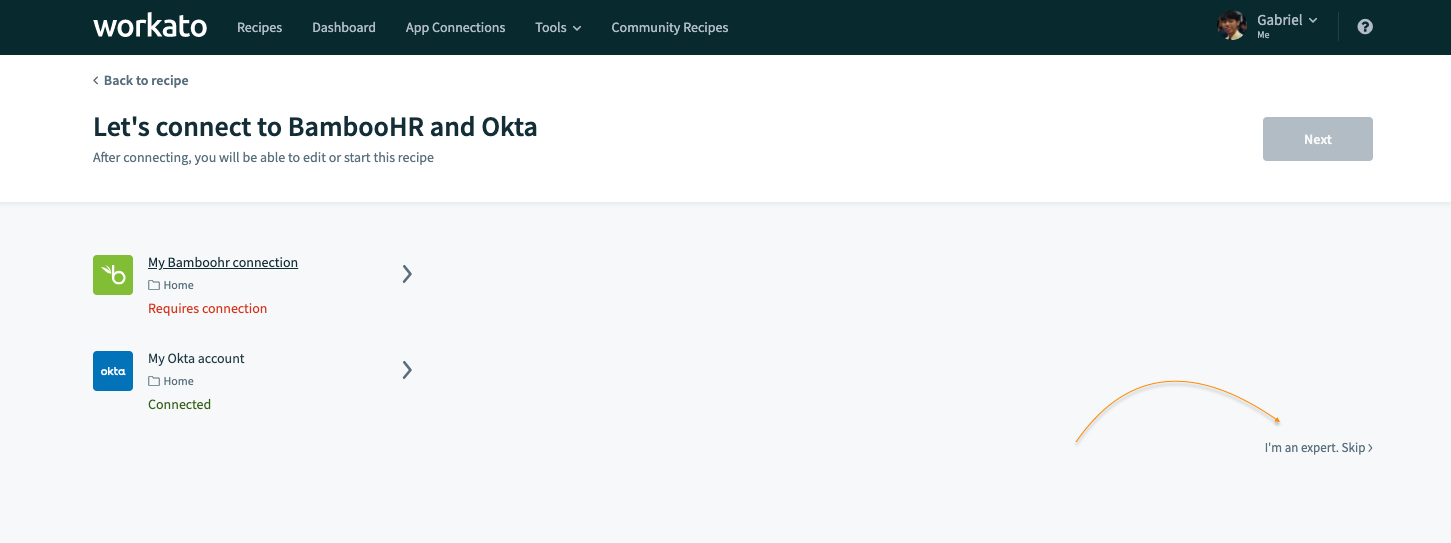 workato Recipes Dashboard App Connections Tools Community Recipes Gabriel
Me
Back to recipe
Let's connect to BambooHR and Okta
Next
After connecting, you will be able to edit or start this recipe
My Bamboohr connection
Home
Requires connection
okta
My Okta account
Home
Connected
I'm an expert. Skip